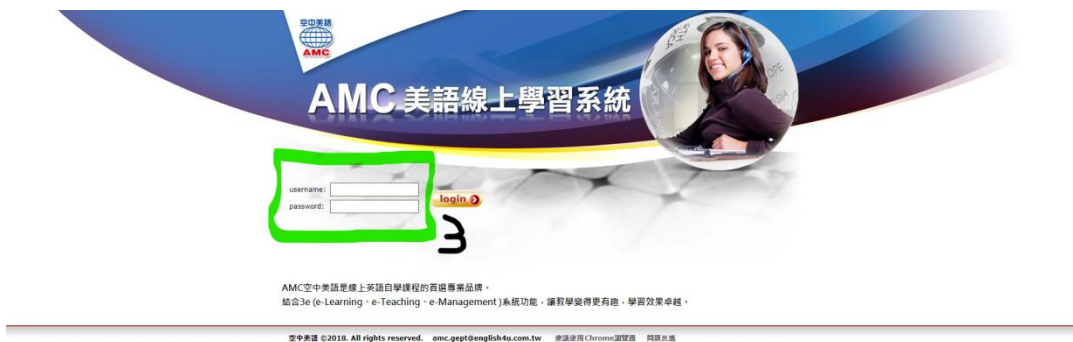 空中美語
AMC
AMC 美語線上學習系統
username:
password:
login
3
AMC空中美語是線上英語自學課程的首選專業品牌。
結合3e (e-Learning、e-Teaching、e-Management )系統功能，讓教學變得更有趣，學習效果卓越。
空中美語 ©2018. All rights reserved. amc.gept@english4u.com.tw 建議使用Chrome瀏覽器 問題反應